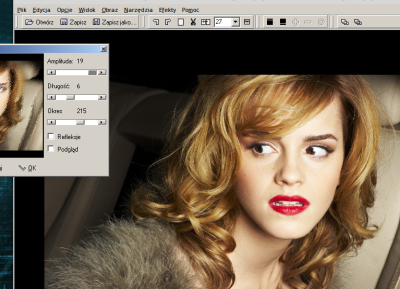 Plik Edycja Opcje Widok Obraz Narzędzia Efekty Pomoc
Otwórz Zapisz Zapisz jako... 27
Amplituda: 19
Długość: 6
Okres: 215
Refleksje
Podgląd
OK